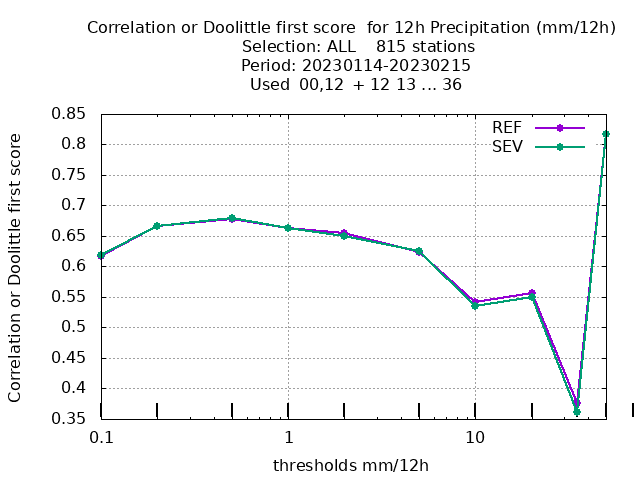 Correlation or Doolittle first score  for 12h Precipitation (mm/12h)
Selection: ALL    815 stations
Period: 20230114-20230215
Used  00,12  + 12 13 ... 36
REF
SEV
0.85
0.8
0.75
0.7
0.65
0.6
0.55
0.5
0.45
0.4
0.35
Correlation or Doolittle first score
0.1 1 10
thresholds mm/12h